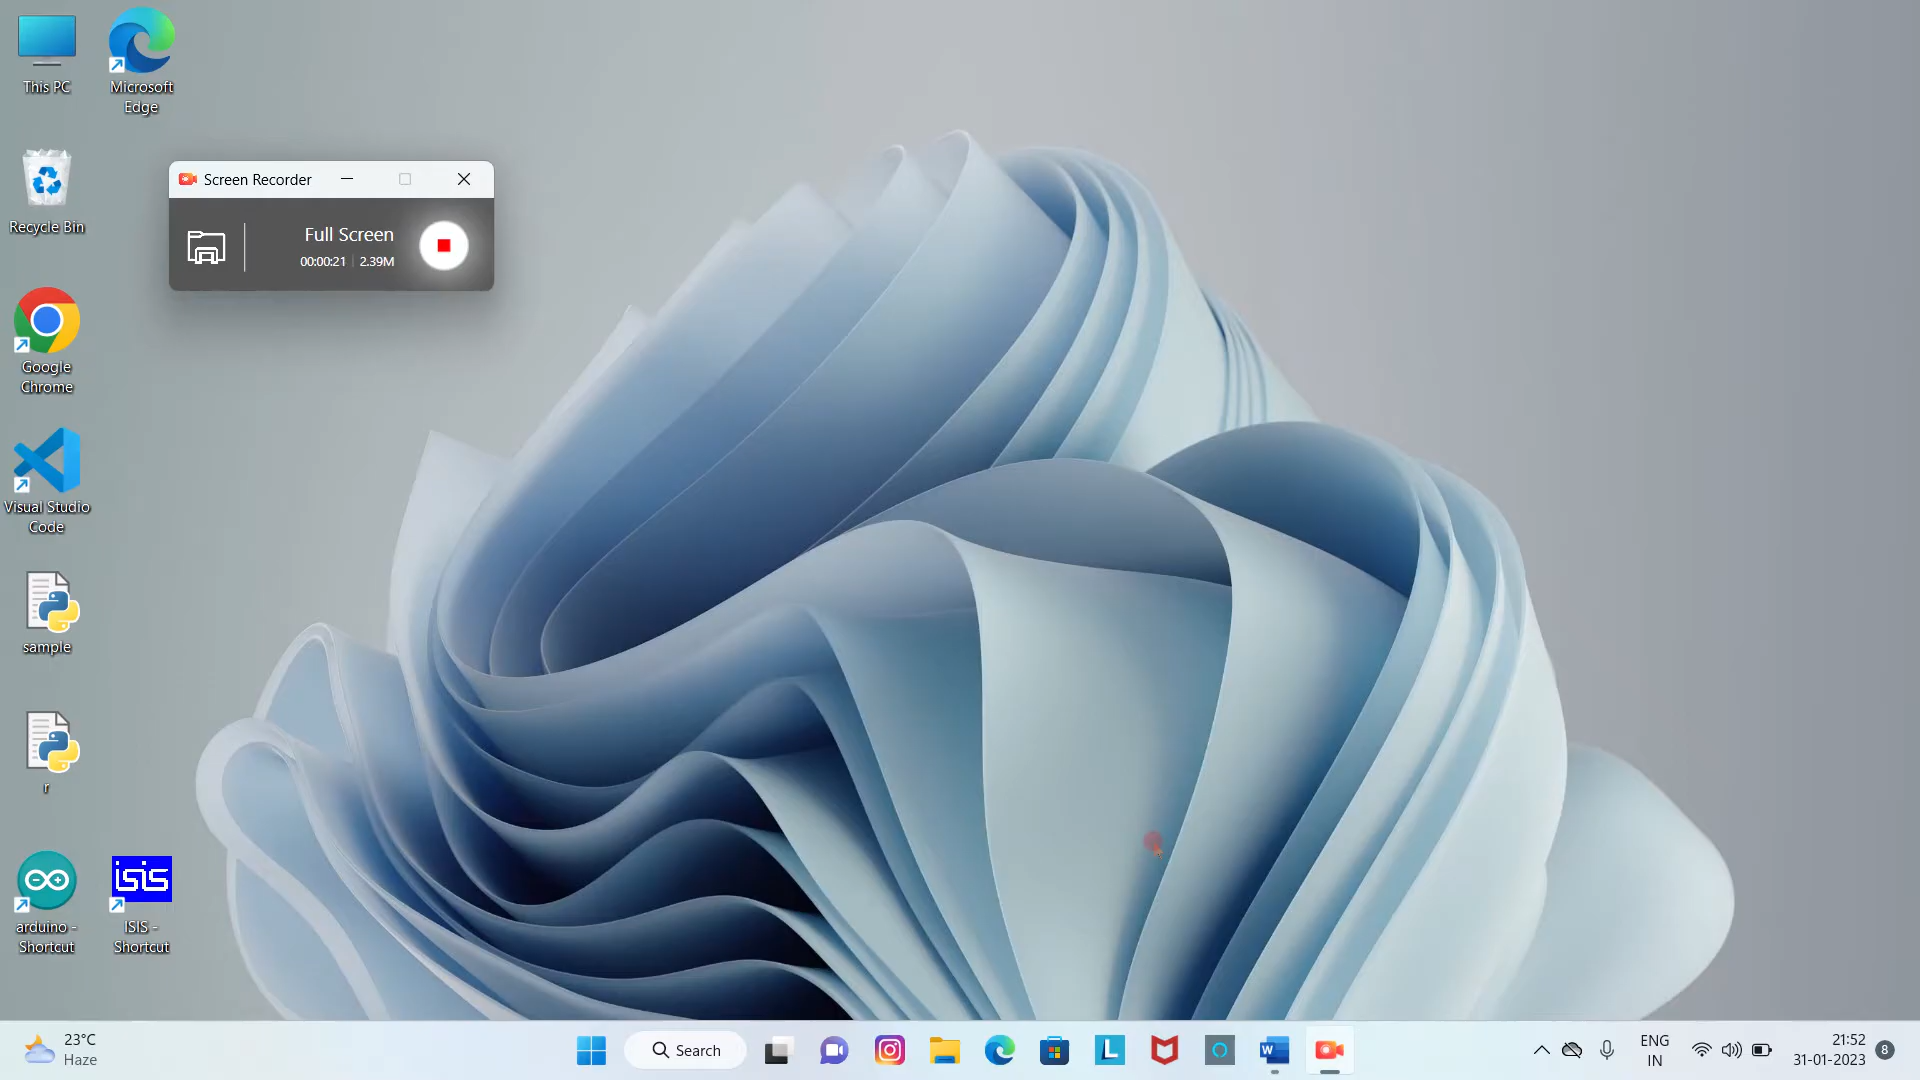 This PC
Microsoft
Edge
Screen Recorder
Full Screen
00:00:21 2.39M
Recycle Bin
Google
Chrome
Visual Studio
Code
sample
r
arduino -
Shortcut
isis
ISIS -
Shortcut
23°C
Haze
Search
L
W
ENG
IN
21:52
31-01-2023
8